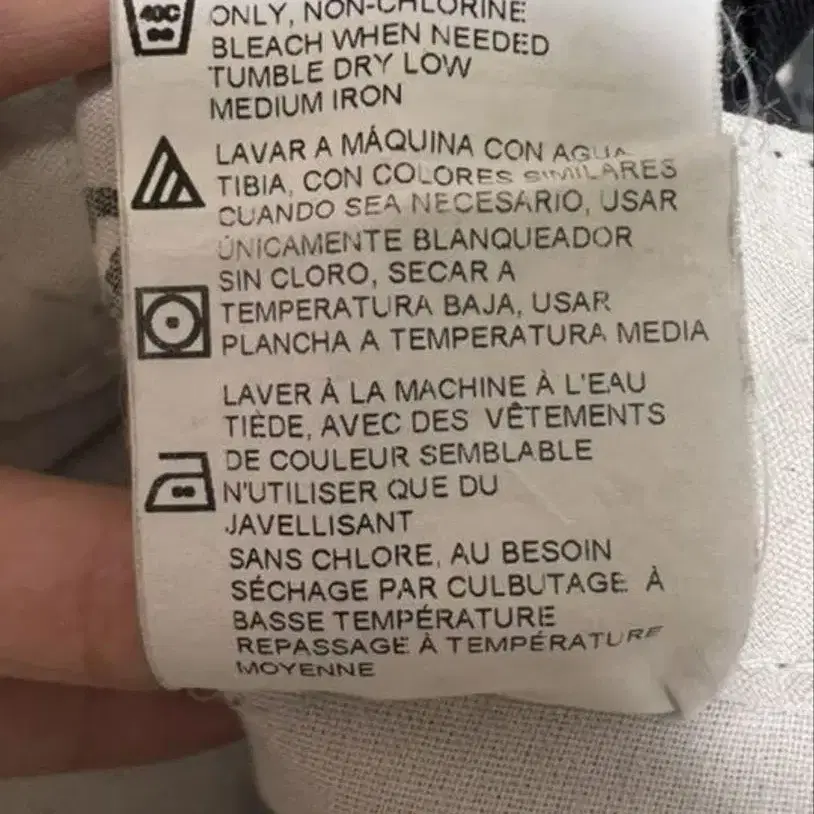 40C
ONLY, NON-CHLORINE
BLEACH WHEN NEEDED
TUMBLE DRY LOW
MEDIUM IRON
LAVAR A MÁQUINA CON AGUA
TIBIA, CON COLORES SIMILARES
CUANDO SEA NECESARIO, USAR
ÚNICAMENTE BLANQUEADOR
SIN CLORO, SECAR A
TEMPERATURA BAJA, USAR
PLANCHA A TEMPERATURA MEDIA
LAVER À LA MACHINE À L'EAU
TIÈDE, AVEC DES VÊTEMENTS
DE COULEUR SEMBLABLE
N'UTILISER QUE DU
JAVELLISANT
SANS CHLORE, AU BESOIN
SÉCHAGE PAR CULBUTAGE À
BASSE TEMPÉRATURE
REPASSAGE À TEMPÉRATURE
MOYENNE